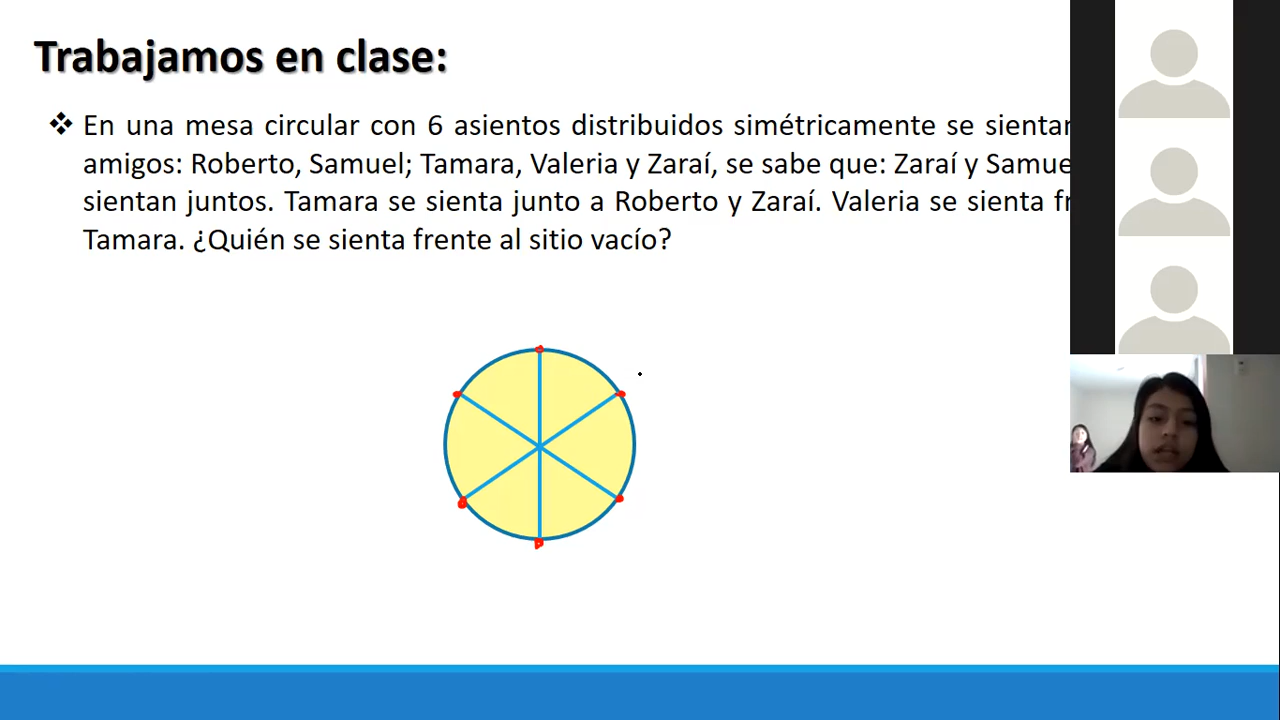 Trabajamos en clase:
❖ En una mesa circular con 6 asientos distribuidos simétricamente se sientan
amigos: Roberto, Samuel; Tamara, Valeria y Zaraí, se sabe que: Zaraí y Samue
sientan juntos. Tamara se sienta junto a Roberto y Zaraí. Valeria se sienta
Tamara. ¿Quién se sienta frente al sitio vacío?